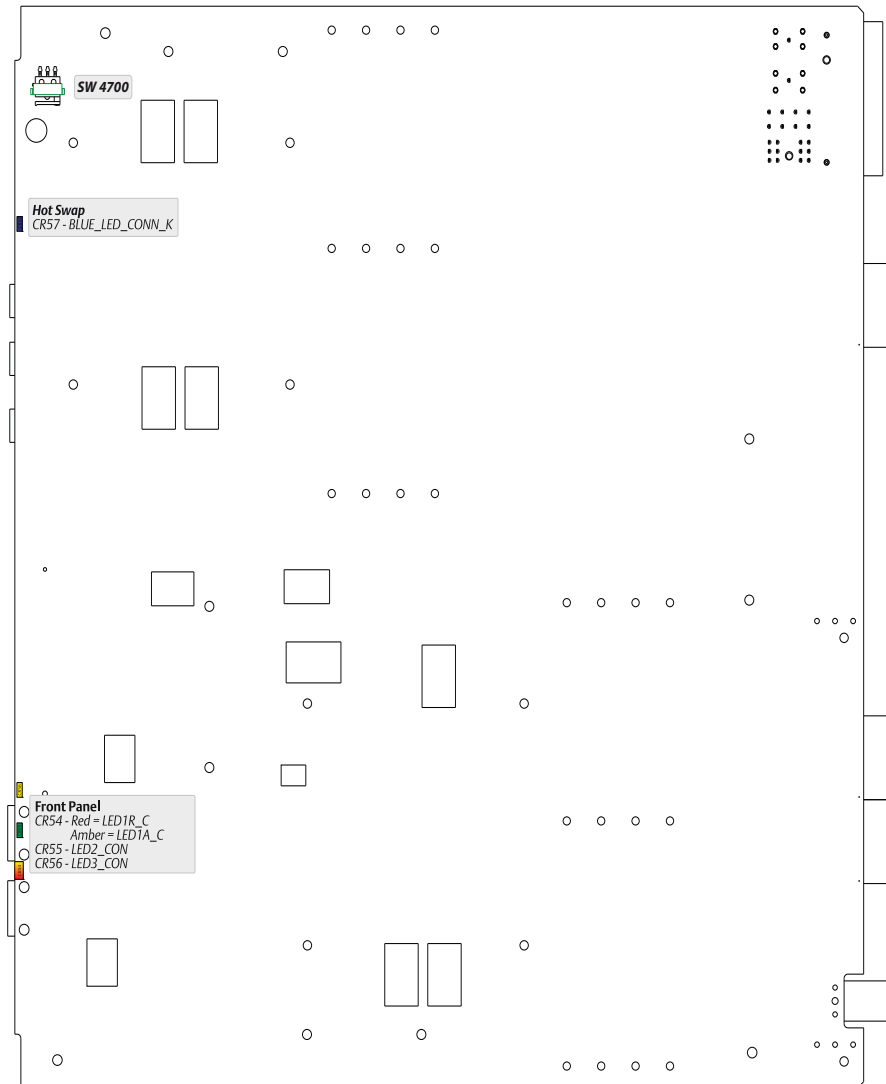 SW 4700
Hot Swap
CR57 - BLUE_LED_CONN_K
Front Panel
CR54 - Red = LED1R_C
Amber = LED1A_C
CR55 - LED2_CON
CR56 - LED3_CON